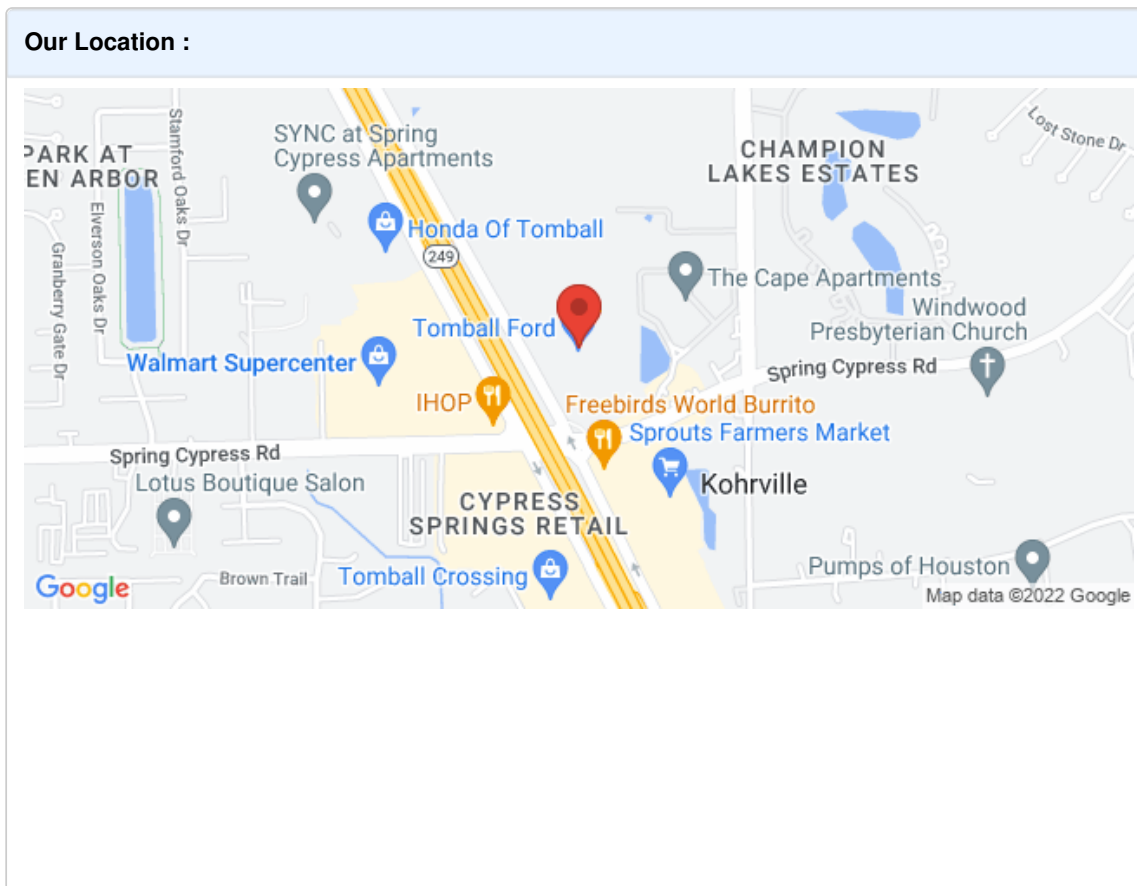 Our Location :
PARK AT
EN ARBOR
Stamford Oaks Dr
Elverson Oaks Dr
Granberry Gate Dr
SYNC at Spring
Cypress Apartments
Honda Of Tomball
249
CHAMPION
LAKES ESTATES
Lost Stone Dr
The Cape Apartments
Windwood
Presbyterian Church
Tomball Ford
Walmart Supercenter
IHOP
Spring Cypress Rd
Freebirds World Burrito
Sprouts Farmers Market
Spring Cypress Rd
Lotus Boutique Salon
Kohrville
CYPRESS
SPRINGS RETAIL
Brown Trail
Tomball Crossing
Pumps of Houston
Google
Map data ©2022 Google